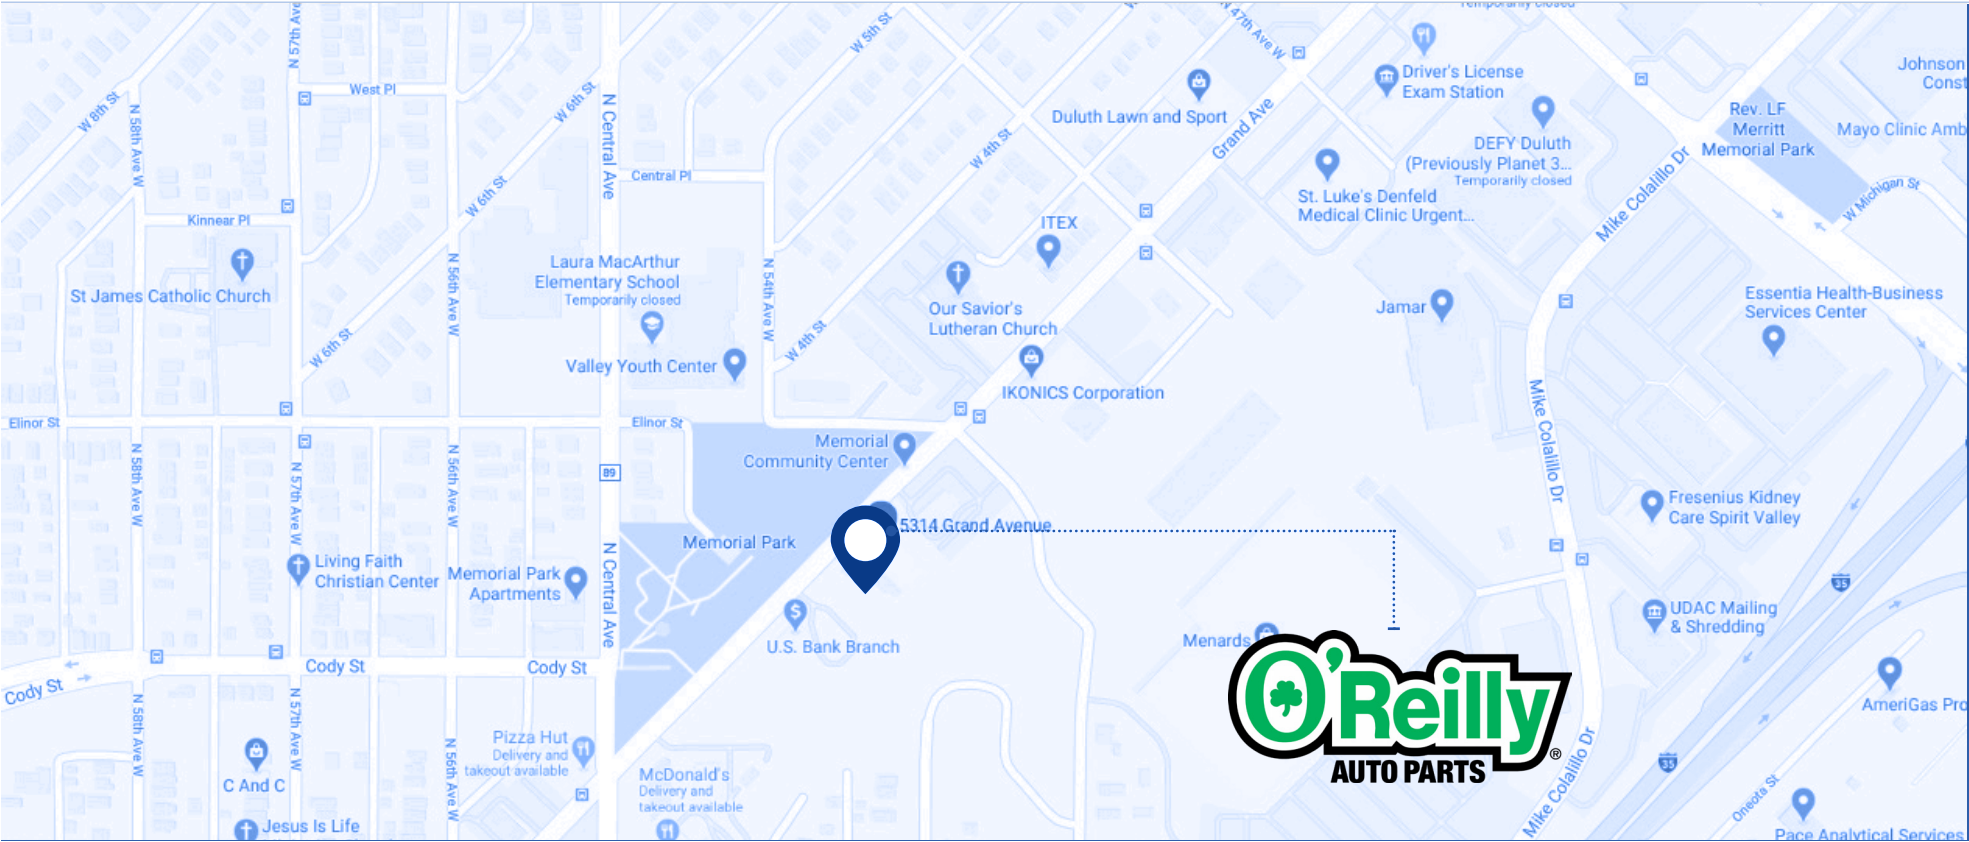 Temporarily closed
N 57th Ave
W 5th St
W 47th Ave W
W 8th St
N 58th Ave W
West Pl
W 6th St
N Central Ave
Duluth Lawn and Sport
Grand Ave
Driver's License
Exam Station
DEFY Duluth
(Previously Planet 3...
Temporarily closed
Johnson
Const
Rev. LF
Merritt
Memorial Park
Mayo Clinic Amb
W 4th St
Central Pl
W 6th St
Kinnear Pl
St. Luke's Denfeld
Medical Clinic Urgent...
Mike Colalillo Dr
W Michigan St
ITEX
St James Catholic Church
N 56th Ave W
Laura MacArthur
Elementary School
Temporarily closed
N 54th Ave W
Our Savior's
Lutheran Church
Jamar
Essentia Health-Business
Services Center
W 6th St
W 4th St
Valley Youth Center
IKONICS Corporation
Mike Colalillo Dr
Elinor St
Elinor St
Memorial
Community Center
N 58th Ave W
N 57th Ave W
N 56th Ave W
89
Fresenius Kidney
Care Spirit Valley
5314 Grand Avenue
Memorial Park
N Central Ave
Living Faith
Christian Center
Memorial Park
Apartments
35
$
U.S. Bank Branch
Menards
UDAC Mailing
& Shredding
Cody St
Cody St
Cody St
O'Reilly
®
AUTO PARTS
N 58th Ave W
N 57th Ave W
N 56th Ave W
AmeriGas Pro
Pizza Hut
Delivery and
takeout available
Mike Colalillo Dr
35
C And C
McDonald's
Delivery and
takeout available
Oneota St
Jesus Is Life
Pace Analytical Services